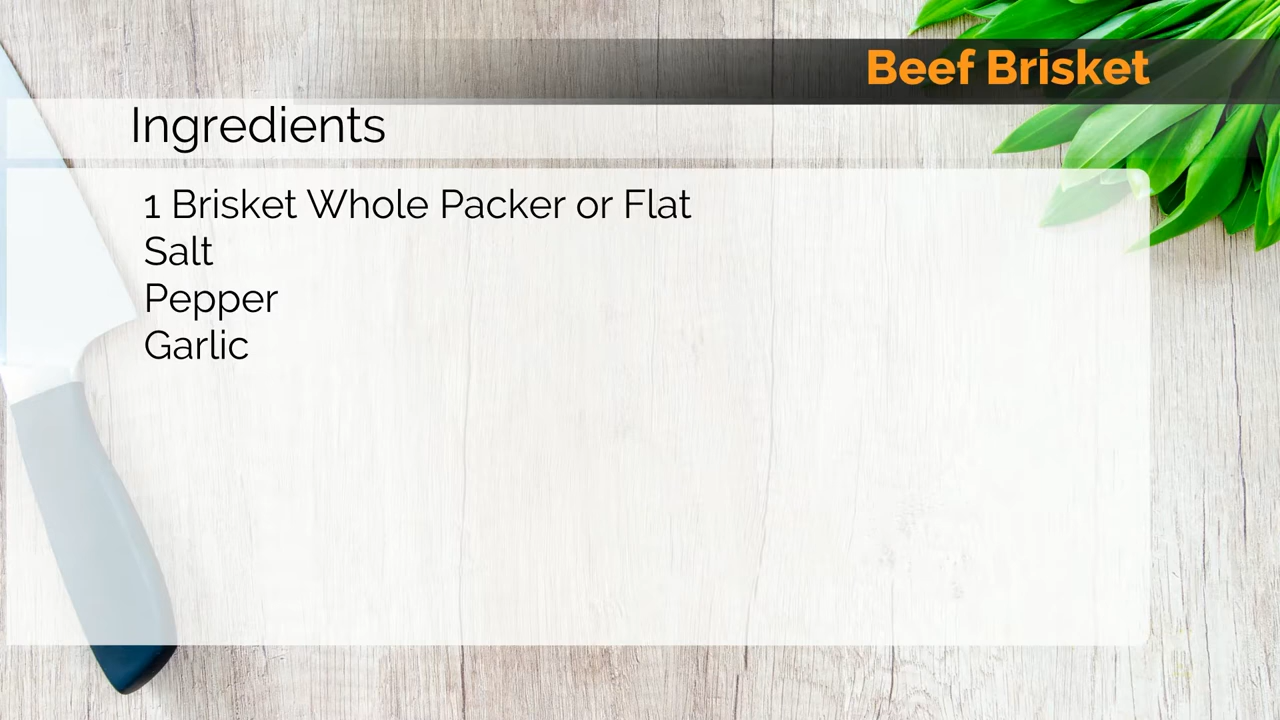 Beef Brisket
Ingredients
1 Brisket Whole Packer or Flat
Salt
Pepper
Garlic